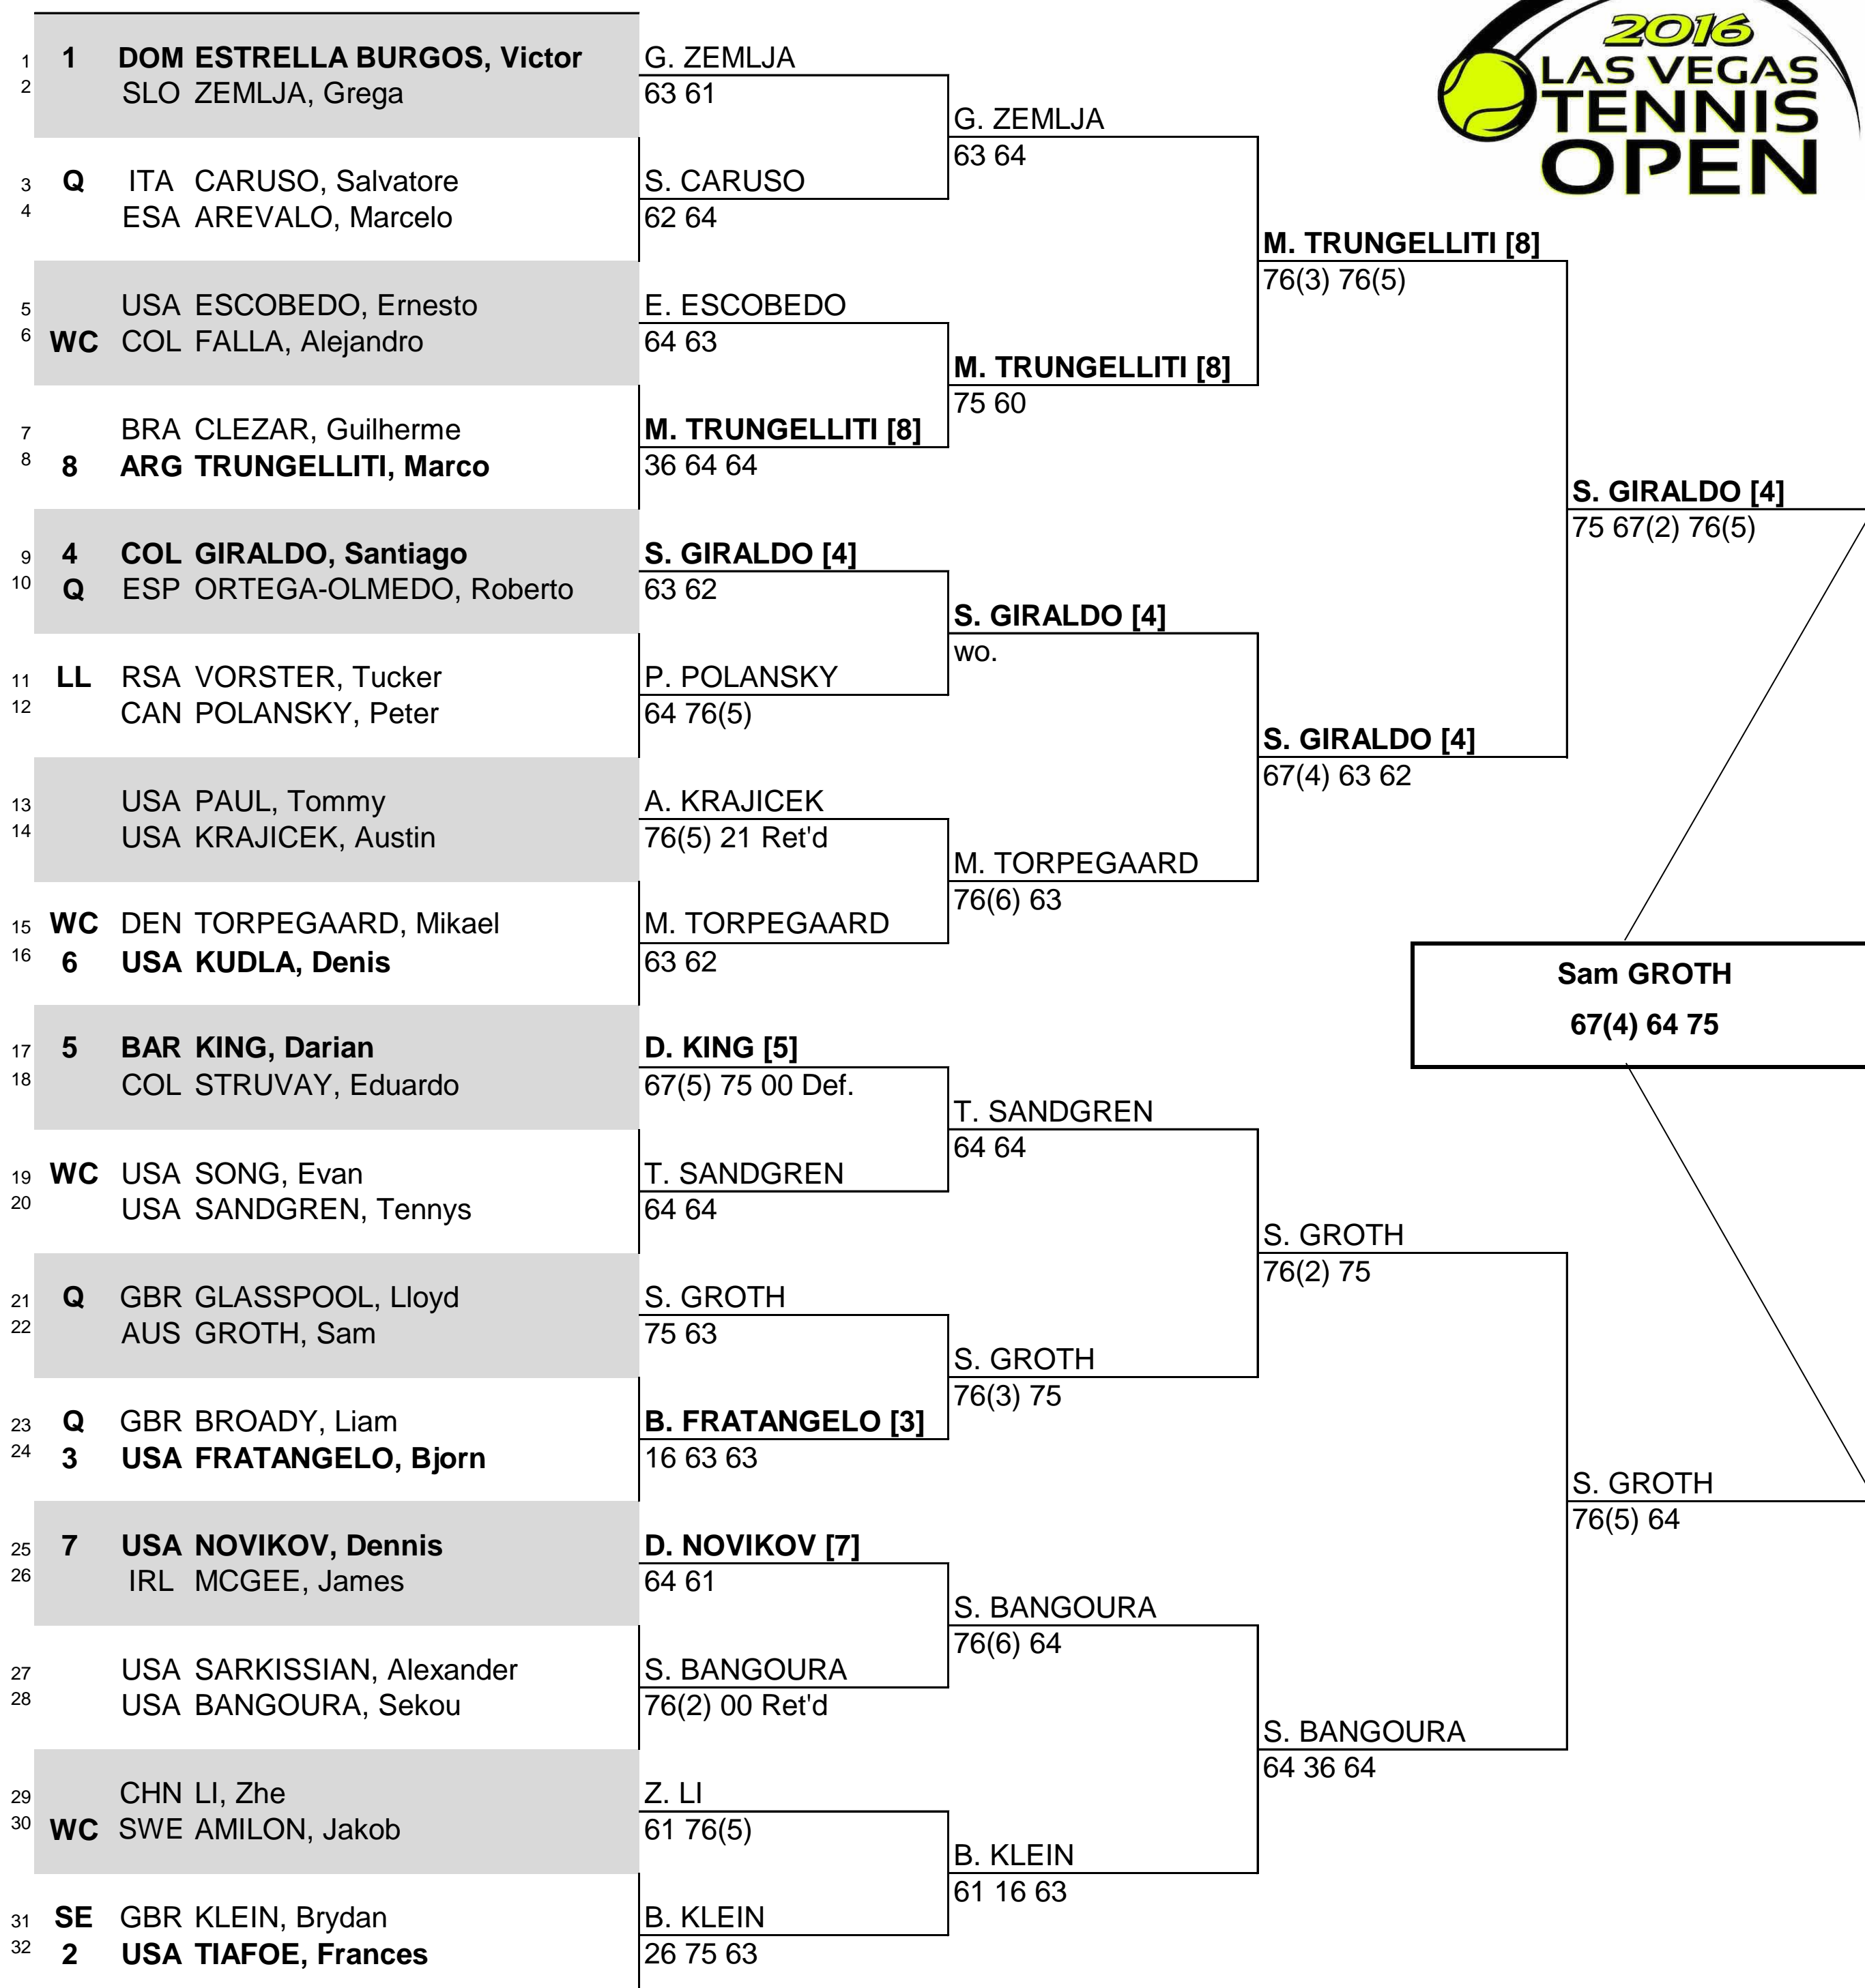 2016
LAS VEGAS
TENNIS
OPEN
1 1 DOM ESTRELLA BURGOS, Victor
2 SLO ZEMLJA, Grega
3 Q ITA CARUSO, Salvatore
4 ESA AREVALO, Marcelo
5 USA ESCOBEDO, Ernesto
6 WC COL FALLA, Alejandro
7 BRA CLEZAR, Guilherme
8 8 ARG TRUNGELLITI, Marco
9 4 COL GIRALDO, Santiago
10 Q ESP ORTEGA-OLMEDO, Roberto
11 LL RSA VORSTER, Tucker
12 CAN POLANSKY, Peter
13 USA PAUL, Tommy
14 USA KRAJICEK, Austin
15 WC DEN TORPEGAARD, Mikael
16 6 USA KUDLA, Denis
17 5 BAR KING, Darian
18 COL STRUVAY, Eduardo
19 WC USA SONG, Evan
20 USA SANDGREN, Tennys
21 Q GBR GLASSPOOL, Lloyd
22 AUS GROTH, Sam
23 Q GBR BROADY, Liam
24 3 USA FRATANGELO, Bjorn
25 7 USA NOVIKOV, Dennis
26 IRL MCGEE, James
27 USA SARKISSIAN, Alexander
28 USA BANGOURA, Sekou
29 CHN LI, Zhe
30 WC SWE AMILON, Jakob
31 SE GBR KLEIN, Brydan
32 2 USA TIAFOE, Frances
G. ZEMLJA
63 61
S. CARUSO
62 64
E. ESCOBEDO
64 63
M. TRUNGELLITI [8]
36 64 64
S. GIRALDO [4]
63 62
P. POLANSKY
64 76(5)
A. KRAJICEK
76(5) 21 Ret'd
M. TORPEGAARD
63 62
D. KING [5]
67(5) 75 00 Def.
T. SANDGREN
64 64
S. GROTH
75 63
B. FRATANGELO [3]
16 63 63
D. NOVIKOV [7]
64 61
S. BANGOURA
76(2) 00 Ret'd
Z. LI
61 76(5)
B. KLEIN
26 75 63
G. ZEMLJA
63 64
M. TRUNGELLITI [8]
75 60
S. GIRALDO [4]
wo.
M. TORPEGAARD
76(6) 63
T. SANDGREN
64 64
S. GROTH
76(3) 75
S. BANGOURA
76(6) 64
B. KLEIN
61 16 63
M. TRUNGELLITI [8]
76(3) 76(5)
S. GIRALDO [4]
67(4) 63 62
S. GROTH
76(2) 75
S. BANGOURA
64 36 64
S. GIRALDO [4]
75 67(2) 76(5)
S. GROTH
76(5) 64
Sam GROTH
67(4) 64 75